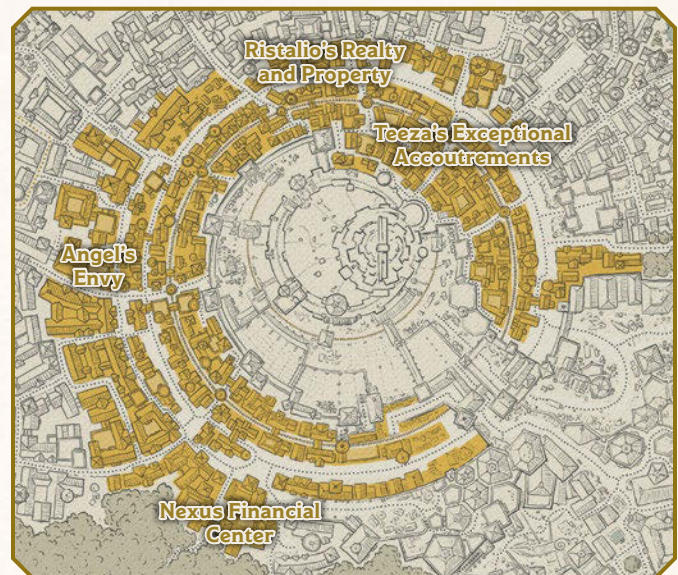 Ristalio's Realty
and Property
Teeza's Exceptional
Accoutrements
Angel's
Envy
Nexus Financial
Center